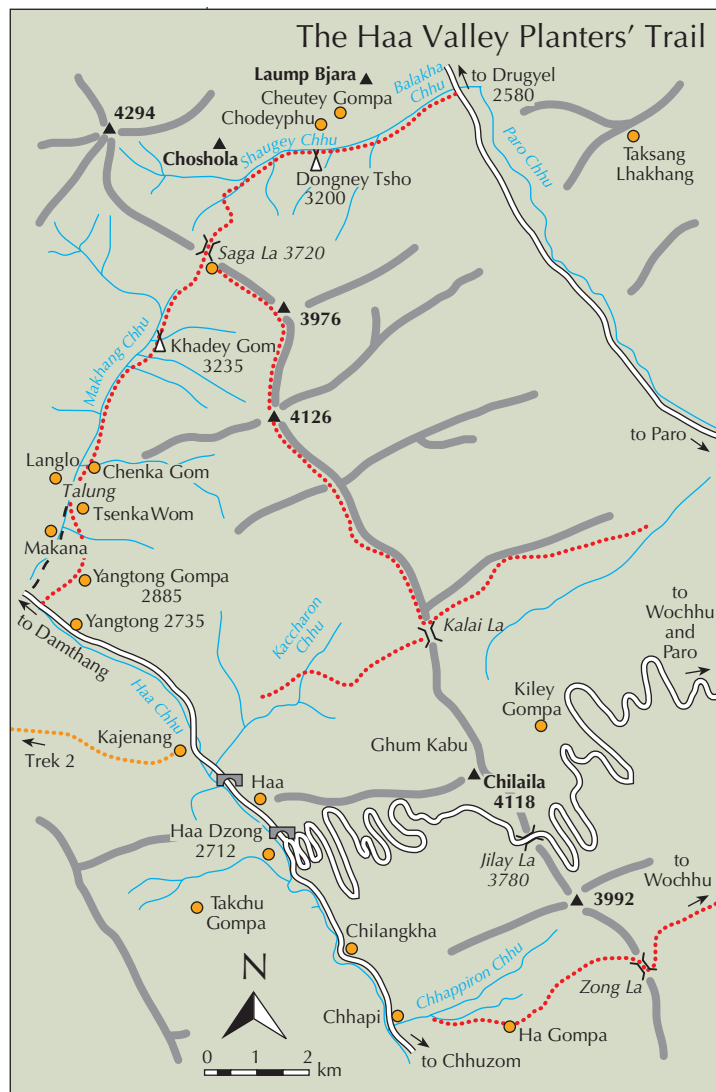 The Haa Valley Planters' Trail
to Drugyel
2580
Laump Bjara
Balakha
Chhu
Cheutey Gompa
Chodeyphu
4294
Shaugey Chhu
Paro Chhu
Choshola
Taksang
Lhakhang
Dongney Tsho
3200
Saga La 3720
3976
Makhang Chhu
Khadey Gom
3235
4126
to Paro
Langlo
Chenka Gom
Talung
TsenkaWom
Makana
Yangtong Gompa
2885
Yangtong 2735
to Damthang
Kaccharon
Chhu
Kalai La
to
Wochhu
and
Paro
Haa Chhu
Kiley
Gompa
Kajenang
Trek 2
Ghum Kabu
Haa
Chilaila
4118
Haa Dzong
2712
Jilay La
3780
to
Wochhu
3992
Takchu
Gompa
Chilangkha
N
Chhappiron Chhu
Zong La
Chhapi
Ha Gompa
to Chhuzom
0 1 2
km